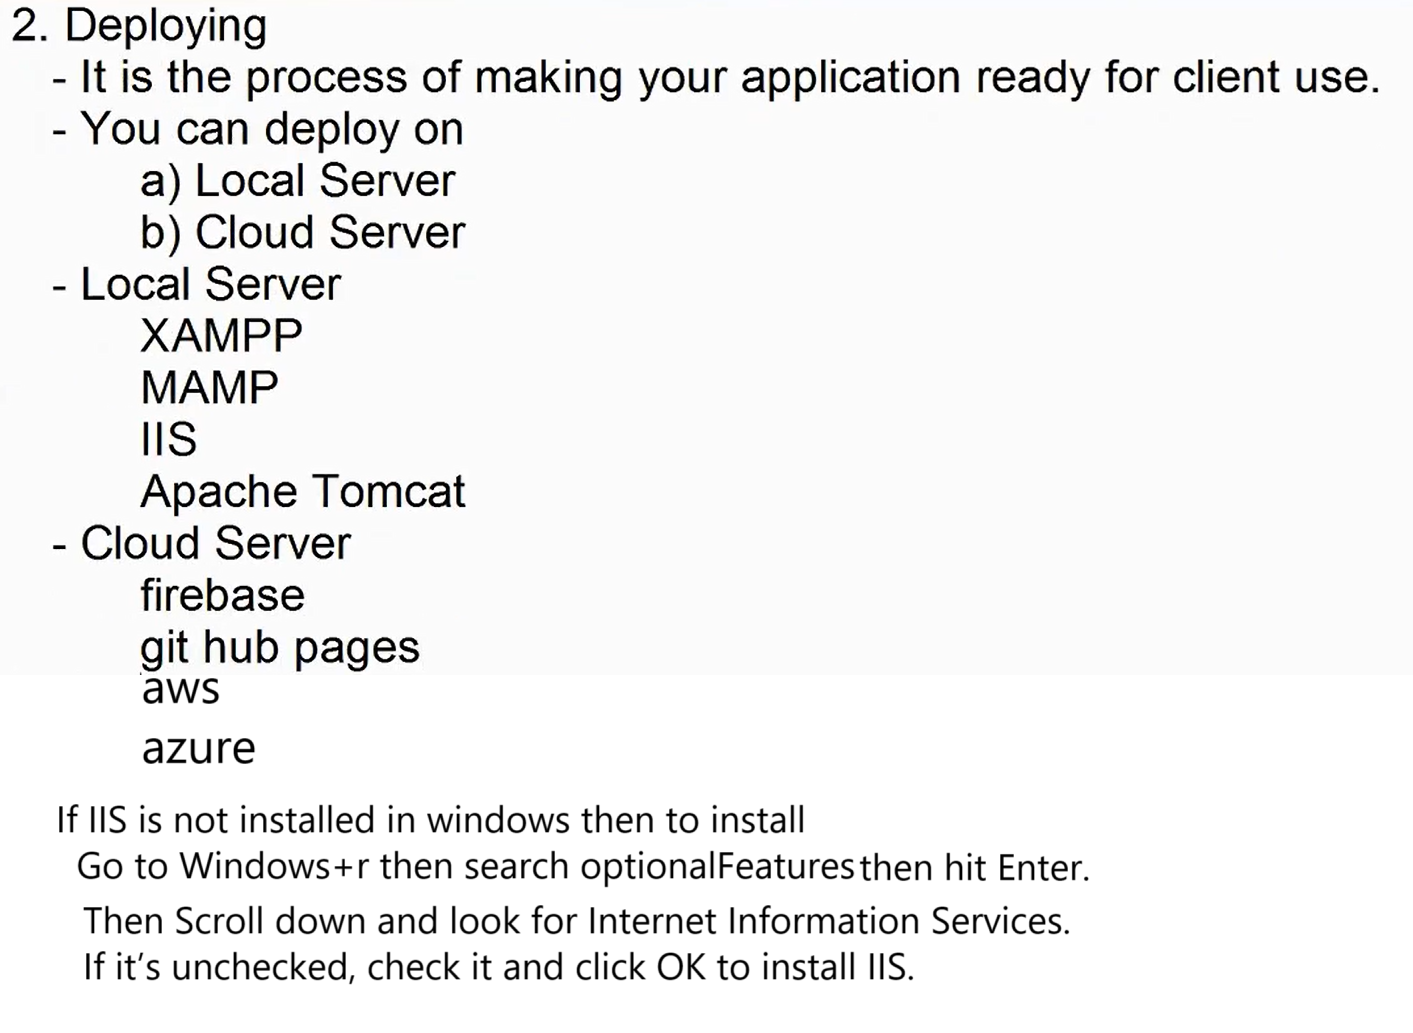 2. Deploying
- It is the process of making your application ready for client use.
- You can deploy on
a) Local Server
b) Cloud Server
- Local Server
XAMPP
MAMP
IIS
Apache Tomcat
- Cloud Server
firebase
git hub pages
aws
azure
If IIS is not installed in windows then to install
Go to Windows+r then search optionalFeatures then hit Enter.
Then Scroll down and look for Internet Information Services.
If it’s unchecked, check it and click OK to install IIS.